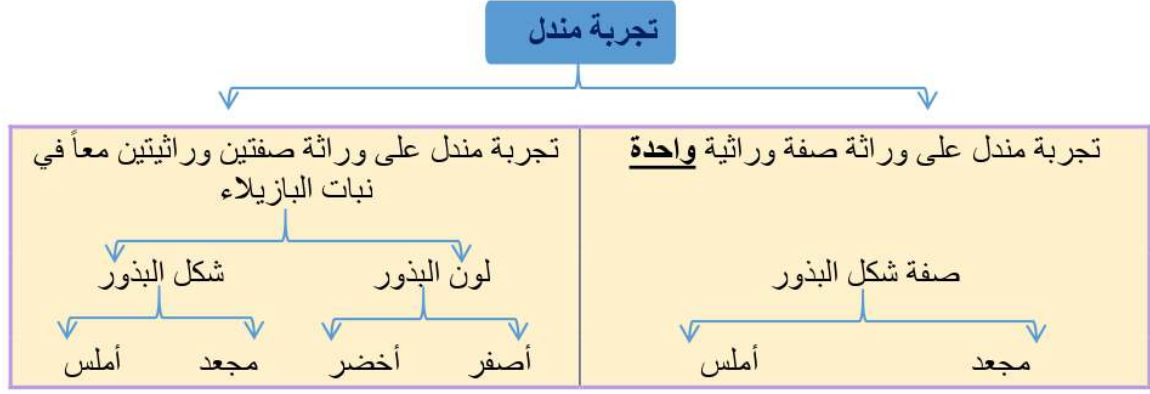 تجربة مندل
تجربة مندل على وراثة صفة وراثية واحدة
صفة شكل البذور
مجعد
أملس
تجربة مندل على وراثة صفتين وراثيتين معاً في
نبات البازيلاء
لون البذور
شكل البذور
أصفر
أخضر
مجعد
أملس